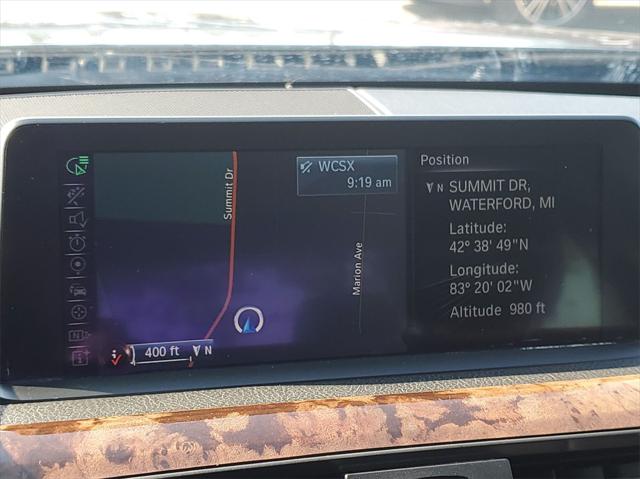 WCSX
9:19 am
Summit Dr
Marion Ave
400 ft
N
Position
N SUMMIT DR,
WATERFORD, MI
Latitude:
42° 38' 49"N
Longitude:
83° 20' 02"W
Altitude 980 ft